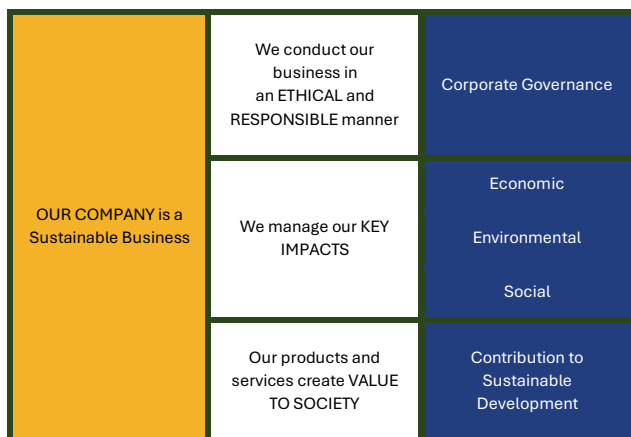 OUR COMPANY is a
Sustainable Business
We conduct our
business in
an ETHICAL and
RESPONSIBLE manner
Corporate Governance
We manage our KEY
IMPACTS
Economic
Environmental
Social
Our products and
services create VALUE
TO SOCIETY
Contribution to
Sustainable
Development